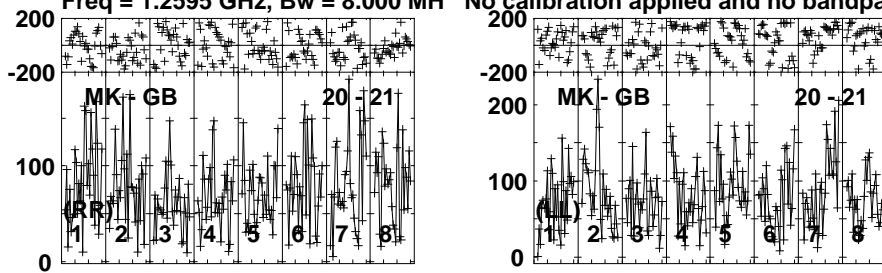 Freq = 1.2595 GHz, Bw = 8.000 MH No calibration applied and no bandpa
200 200
-200 -200
MK - GB 20 - 21 200 MK - GB 20 - 21
100 100
(RR) (LL)
1 2 3 4 5 6 7 8 1 2 3 4 5 6 7 8
0 0